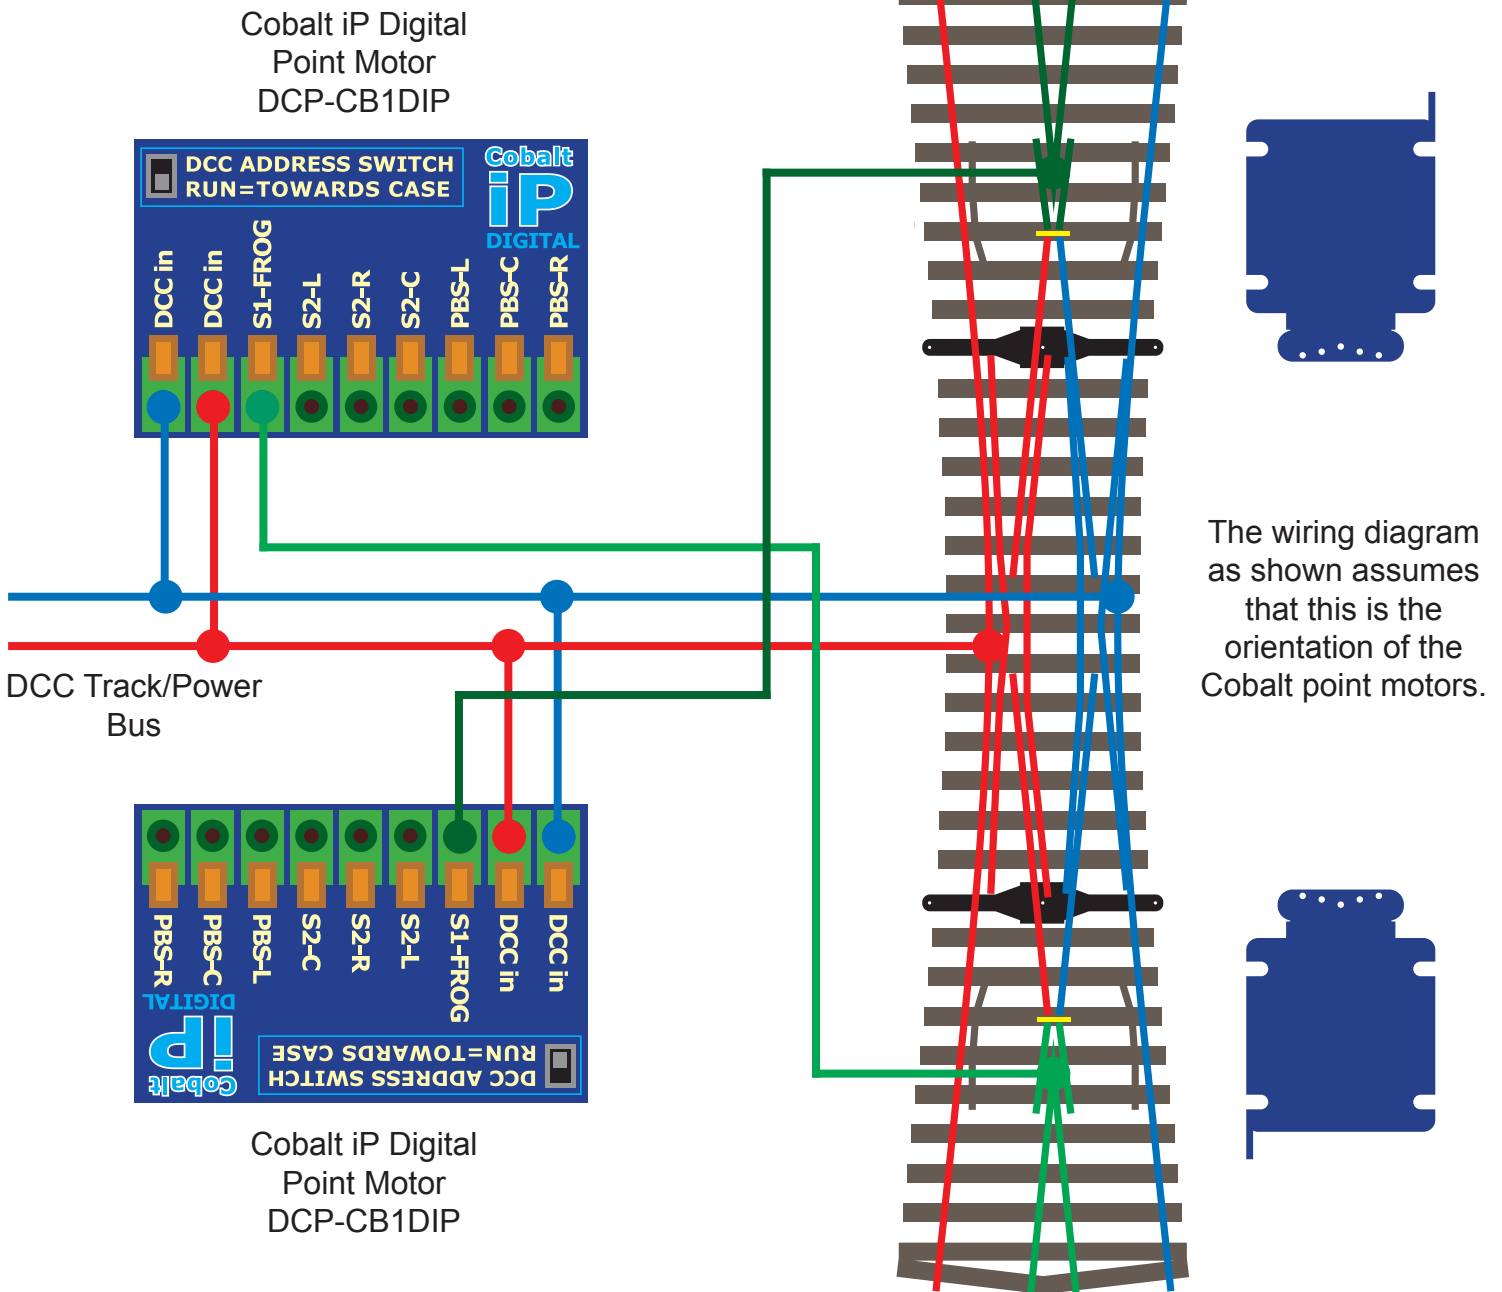 Cobalt iP Digital
Point Motor
DCP-CB1DIP
DCC ADDRESS SWITCH
RUN=TOWARDS CASE
Cobalt
iP
DIGITAL
DCC in
DCC in
S1-FROG
S2-L
S2-R
S2-C
PBS-L
PBS-C
PBS-R
The wiring diagram
as shown assumes
that this is the
orientation of the
Cobalt point motors.
DCC Track/Power
Bus
PBS-R
PBS-C
PBS-L
S2-C
S2-R
S2-L
S1-FROG
DCC in
DCC in
DCC ADDRESS SWITCH
RUN=TOWARDS CASE
Cobalt
iP
DIGITAL
Cobalt iP Digital
Point Motor
DCP-CB1DIP